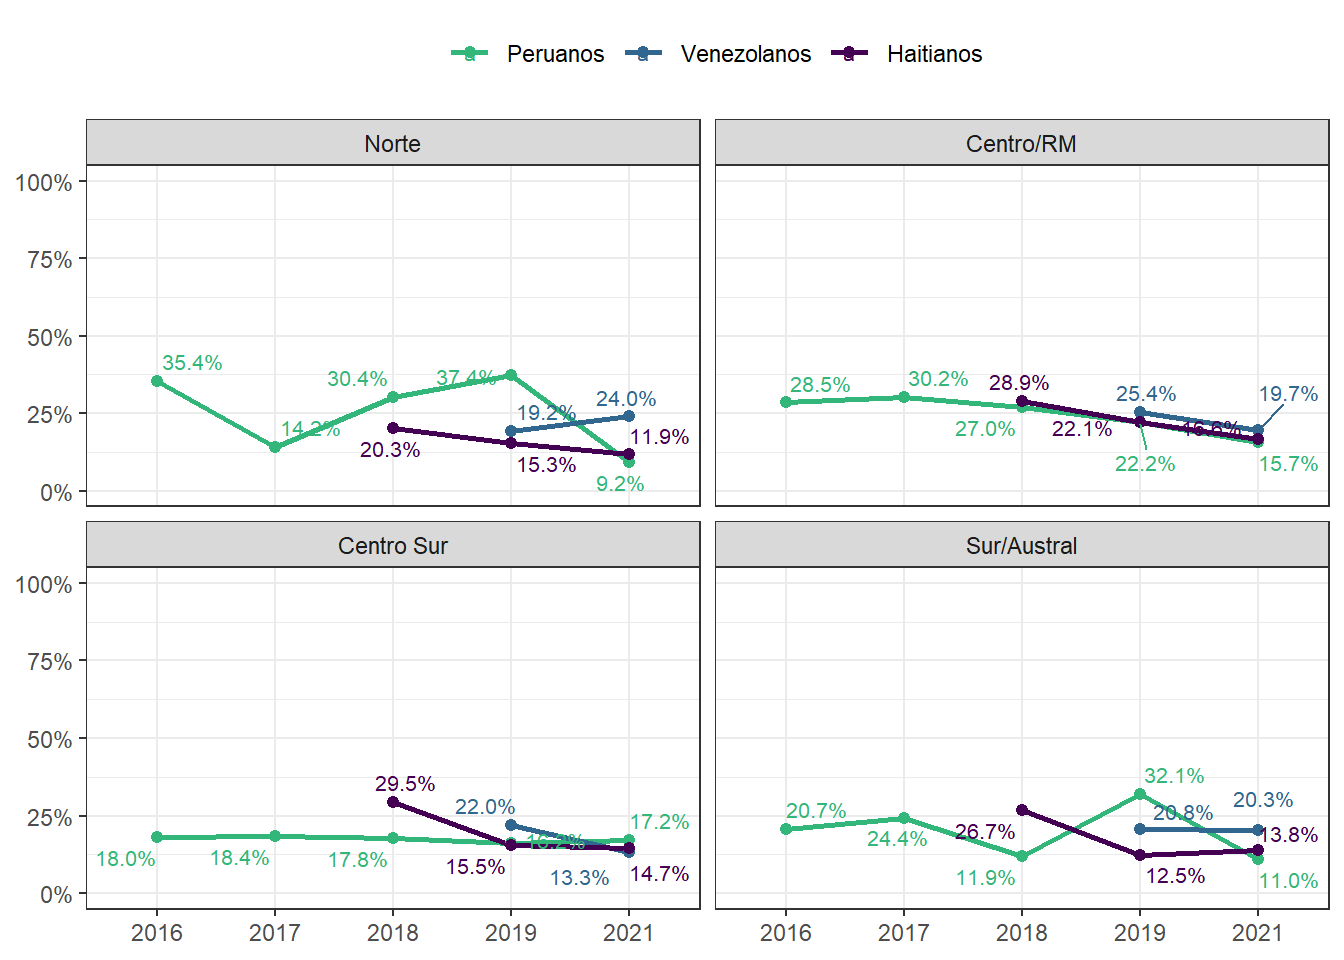 Peruanos Venezolanos Haitianos
Norte Centro/RM
100%
75%
50%
25%
0%
35.4% 14.2% 30.4% 37.4% 9.2%
19.2% 24.0%
20.3% 15.3% 11.9%
28.5% 30.2% 27.0% 22.2% 15.7%
25.4% 19.7%
28.9% 22.1%
Centro Sur Sur/Austral
100%
75%
50%
25%
0%
18.0% 18.4% 17.8% 17.2%
22.0% 13.3%
29.5% 15.5% 14.7%
20.7% 24.4% 11.9% 32.1% 11.0%
20.8% 20.3%
26.7% 12.5% 13.8%
2016 2017 2018 2019 2021 2016 2017 2018 2019 2021